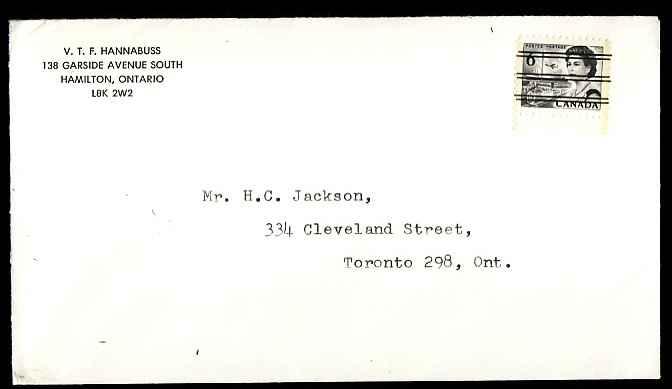 V. T. F. HANNABUSS
138 GARSIDE AVENUE SOUTH
HAMILTON, ONTARIO
L8K 2W2
POSTES POSTAGE
6
CANADA
Mr. H.C. Jackson,
334 Cleveland Street,
Toronto 298, Ont.